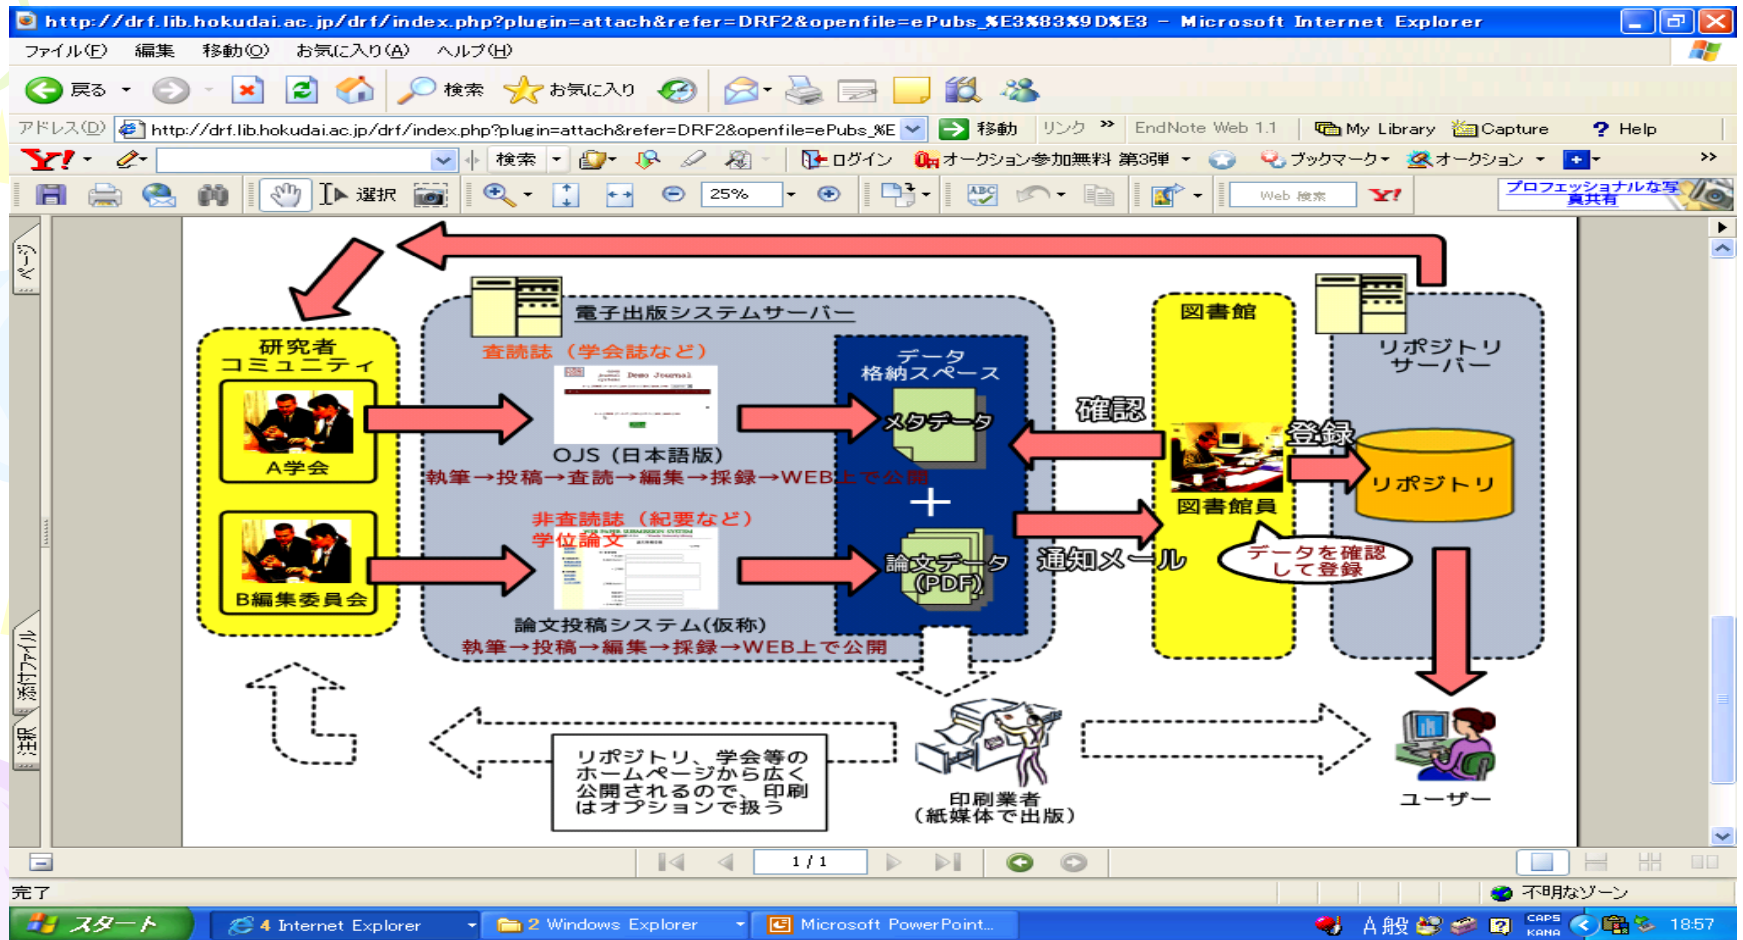 http://drf.lib.hokudai.ac.jp/drf/index.php?plugin=attach&refer=DRF2&openfile=ePubs_%E3%83%9D%E3 - Microsoft Internet Explorer
ファイル(F) 編集 移動(O) お気に入り(A) ヘルプ(H)
戻る 検索 お気に入り
アドレス(D) http://drf.lib.hokudai.ac.jp/drf/index.php?plugin=attach&refer=DRF2&openfile=ePubs_%E 移動 リンク » EndNote Web 1.1 My Library Capture ? Help
Y! 検索 ログイン オークション参加無料 第3弾 ブックマーク オークション »
選択 25% ABC Web 検索 Y! プロフェッショナルな写
真共有
ページ
添付ファイル
注釈
研究者
コミュニティ
A学会
B編集委員会
電子出版システムサーバー
査読誌（学会誌など）
Demo Journal
OJS（日本語版）
執筆→投稿→査読→編集→採録→WEB上で公開
非査読誌（紀要など）
学位論文
論文投稿システム(仮称)
執筆→投稿→編集→採録→WEB上で公開
データ
格納スペース
メタデータ
＋
論文データ
(PDF)
確認
通知メール
図書館
図書館員
データを確認
して登録
登録
リポジトリ
サーバー
リポジトリ
リポジトリ、学会等の
ホームページから広く
公開されるので、印刷
はオプションで扱う
印刷業者
（紙媒体で出版）
ユーザー
1 / 1
完了 不明なゾーン
スタート 4 Internet Explorer 2 Windows Explorer Microsoft PowerPoint... A 般 CAPS KANA 18:57